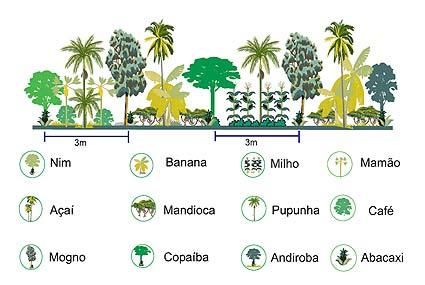 3m 3m
Nim Banana Milho Mamão
Açaí Mandioca Pupunha Café
Mogno Copaíba Andiroba Abacaxi